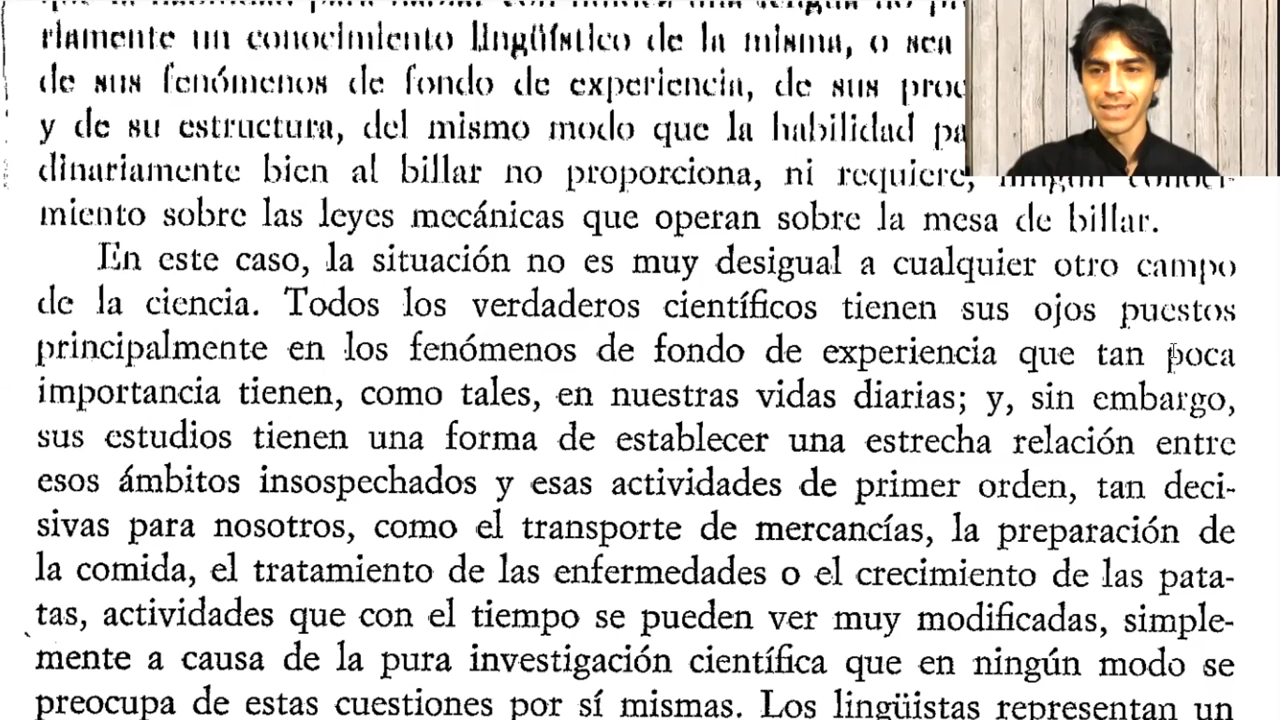 riamente un conocimiento lingüístico de la misma, o sea
de sus fenómenos de fondo de experiencia, de sus proc
y de su estructura, del mismo modo que la habilidad pa
dinariamente bien al billar no proporciona, ni requiere, ningún conoci-
miento sobre las leyes mecánicas que operan sobre la mesa de billar.
En este caso, la situación no es muy desigual a cualquier otro campo
de la ciencia. Todos los verdaderos científicos tienen sus ojos puestos
principalmente en los fenómenos de fondo de experiencia que tan poca
importancia tienen, como tales, en nuestras vidas diarias; y, sin embargo,
sus estudios tienen una forma de establecer una estrecha relación entre
esos ámbitos insospechados y esas actividades de primer orden, tan deci-
sivas para nosotros, como el transporte de mercancías, la preparación de
la comida, el tratamiento de las enfermedades o el crecimiento de las pata-
tas, actividades que con el tiempo se pueden ver muy modificadas, simple-
mente a causa de la pura investigación científica que en ningún modo se
preocupa de estas cuestiones por sí mismas. Los lingüistas representan un